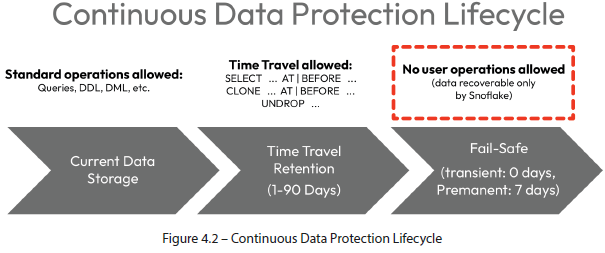 Continuous Data Protection Lifecycle
Standard operations allowed:
Queries, DDL, DML, etc.
Time Travel allowed:
SELECT ... AT | BEFORE ...
CLONE ... AT | BEFORE ...
UNDROP ...
No user operations allowed
(data recoverable only
by Snoflake)
Current Data
Storage
Time Travel
Retention
(1-90 Days)
Fail-Safe
(transient: 0 days,
Premanent: 7 days)
Figure 4.2 – Continuous Data Protection Lifecycle